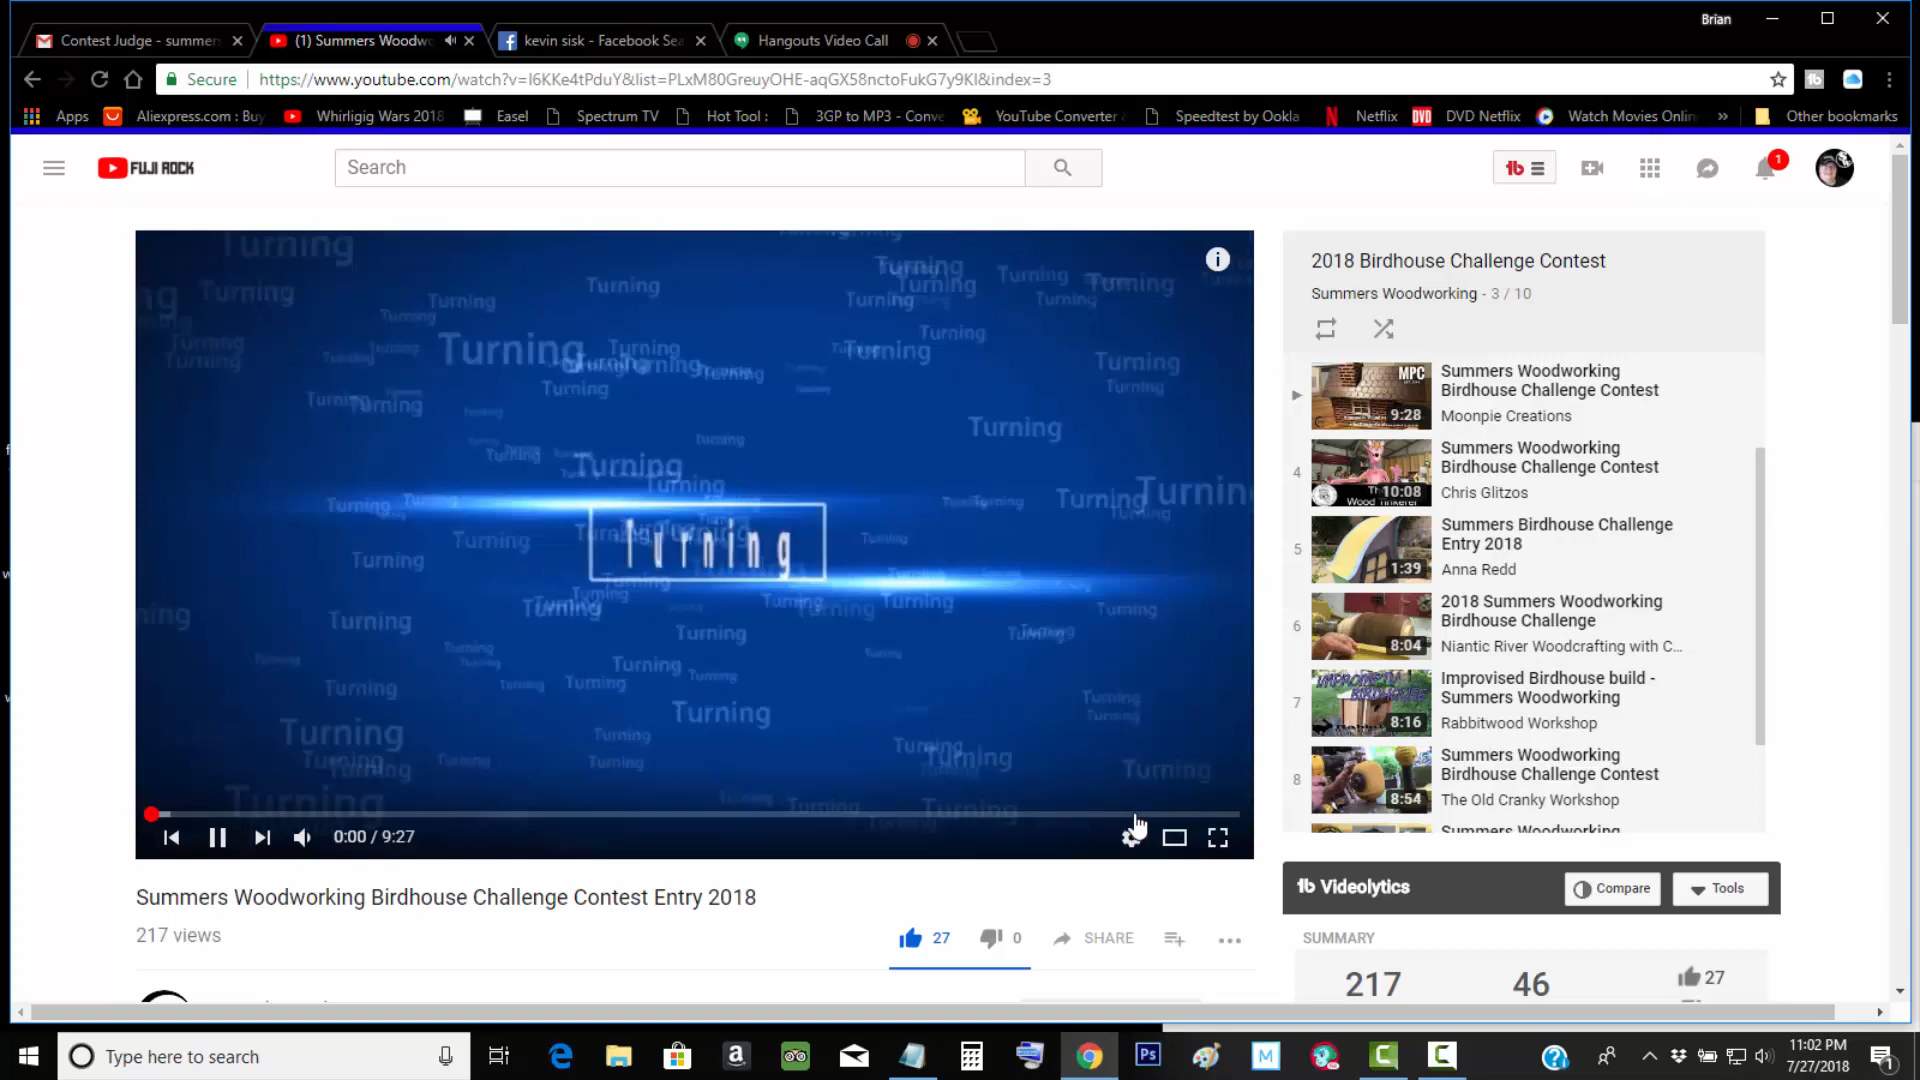 Brian
Contest Judge - summer
(1) Summers Woodwo
kevin sisk - Facebook Sea
Hangouts Video Call
Secure
https://www.youtube.com/watch?v=I6KKe4tPduY&list=PLxM80GreuyOHE-aqGX58nctoFukG7y9KI&index=3
Apps
Aliexpress.com : Buy
Whirligig Wars 2018
Easel
Spectrum TV
Hot Tool :
3GP to MP3 - Conve
YouTube Converter &
Speedtest by Ookla
Netflix
DVD Netflix
Watch Movies Onlin
»
Other bookmarks
FUJI ROCK
Search
1
Turning
0:00 / 9:27
2018 Birdhouse Challenge Contest
Summers Woodworking - 3 / 10
MPC
9:28
Summers Woodworking
Birdhouse Challenge Contest
Moonpie Creations
4
10:08
Summers Woodworking
Birdhouse Challenge Contest
Chris Glitzos
5
1:39
Summers Birdhouse Challenge
Entry 2018
Anna Redd
6
8:04
2018 Summers Woodworking
Birdhouse Challenge
Niantic River Woodcrafting with C...
7
IMPROMPTU
BIRDHOUSE
8:16
Improvised Birdhouse build -
Summers Woodworking
Rabbitwood Workshop
8
8:54
Summers Woodworking
Birdhouse Challenge Contest
The Old Cranky Workshop
Summers Woodworking
Summers Woodworking Birdhouse Challenge Contest Entry 2018
217 views
27
0
SHARE
Videolytics
Compare
Tools
SUMMARY
217
46
27
Type here to search
Ps
M
11:02 PM
7/27/2018
1